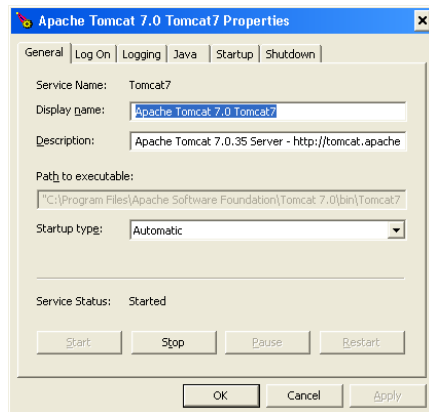 Apache Tomcat 7.0 Tomcat7 Properties
General Log On Logging Java Startup Shutdown
Service Name: Tomcat7
Display name: Apache Tomcat 7.0 Tomcat7
Description: Apache Tomcat 7.0.35 Server - http://tomcat.apache
Path to executable:
"C:\Program Files\Apache Software Foundation\Tomcat 7.0\bin\Tomcat7
Startup type: Automatic
Service Status: Started
Start Stop Pause Restart
OK Cancel Apply